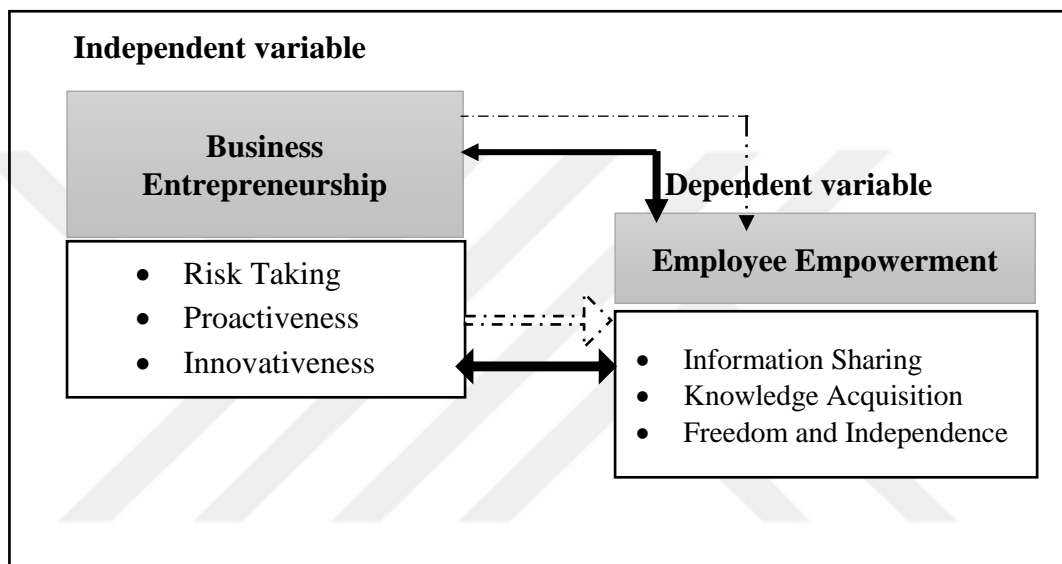 Independent variable
Business
Entrepreneurship
• Risk Taking
• Proactiveness
• Innovativeness
Dependent variable
Employee Empowerment
• Information Sharing
• Knowledge Acquisition
• Freedom and Independence